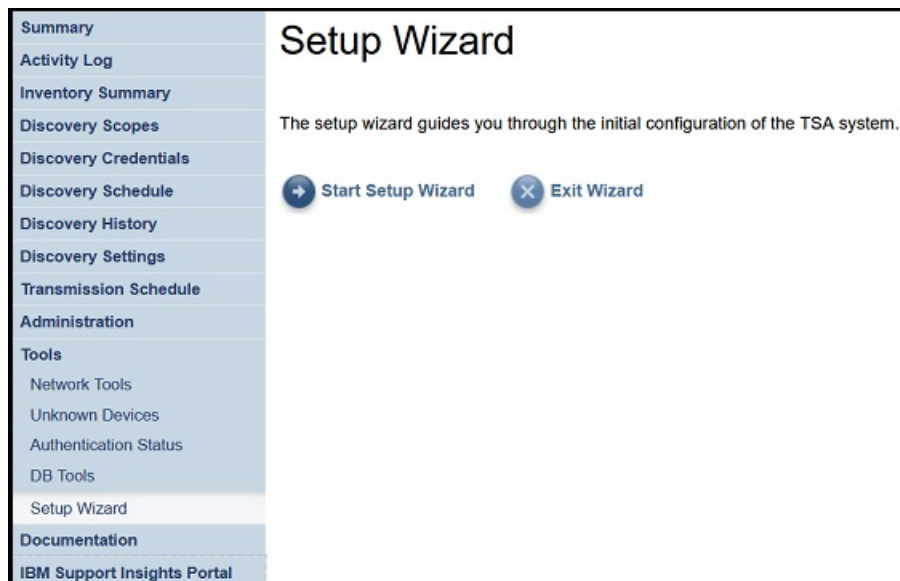 Summary
Activity Log
Inventory Summary
Discovery Scopes
Discovery Credentials
Discovery Schedule
Discovery History
Discovery Settings
Transmission Schedule
Administration
Tools
Network Tools
Unknown Devices
Authentication Status
DB Tools
Setup Wizard
Documentation
IBM Support Insights Portal
Setup Wizard
The setup wizard guides you through the initial configuration of the TSA system.
Start Setup Wizard
Exit Wizard